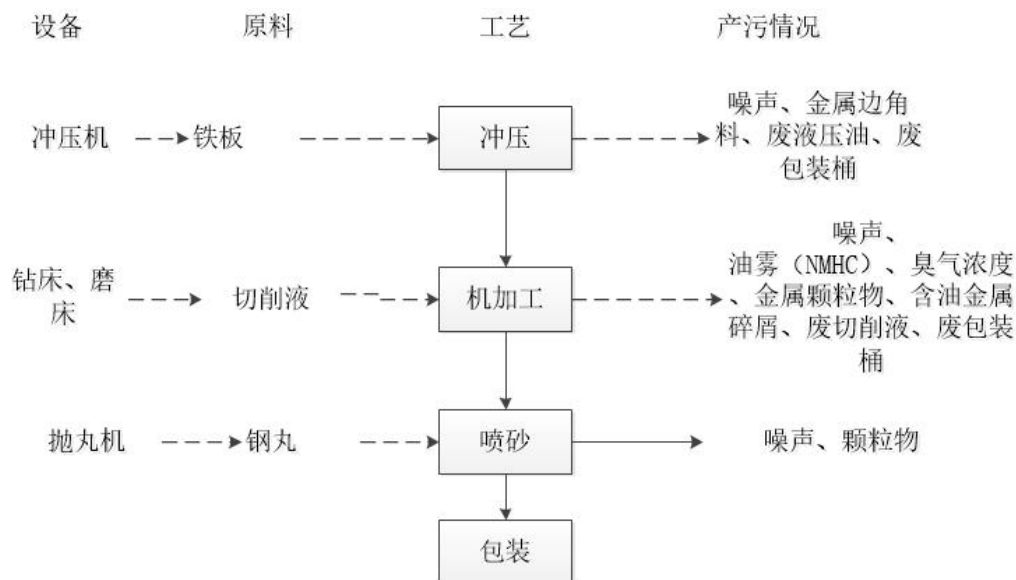 设备 原料 工艺 产污情况
冲压机 铁板 冲压
噪声、金属边角
料、废液压油、废
包装桶
钻床、磨
床
切削液 机加工
噪声、
油雾（NMHC）、臭气浓度
、金属颗粒物、含油金属
碎屑、废切削液、废包装
桶
抛丸机 钢丸 喷砂 噪声、颗粒物
包装